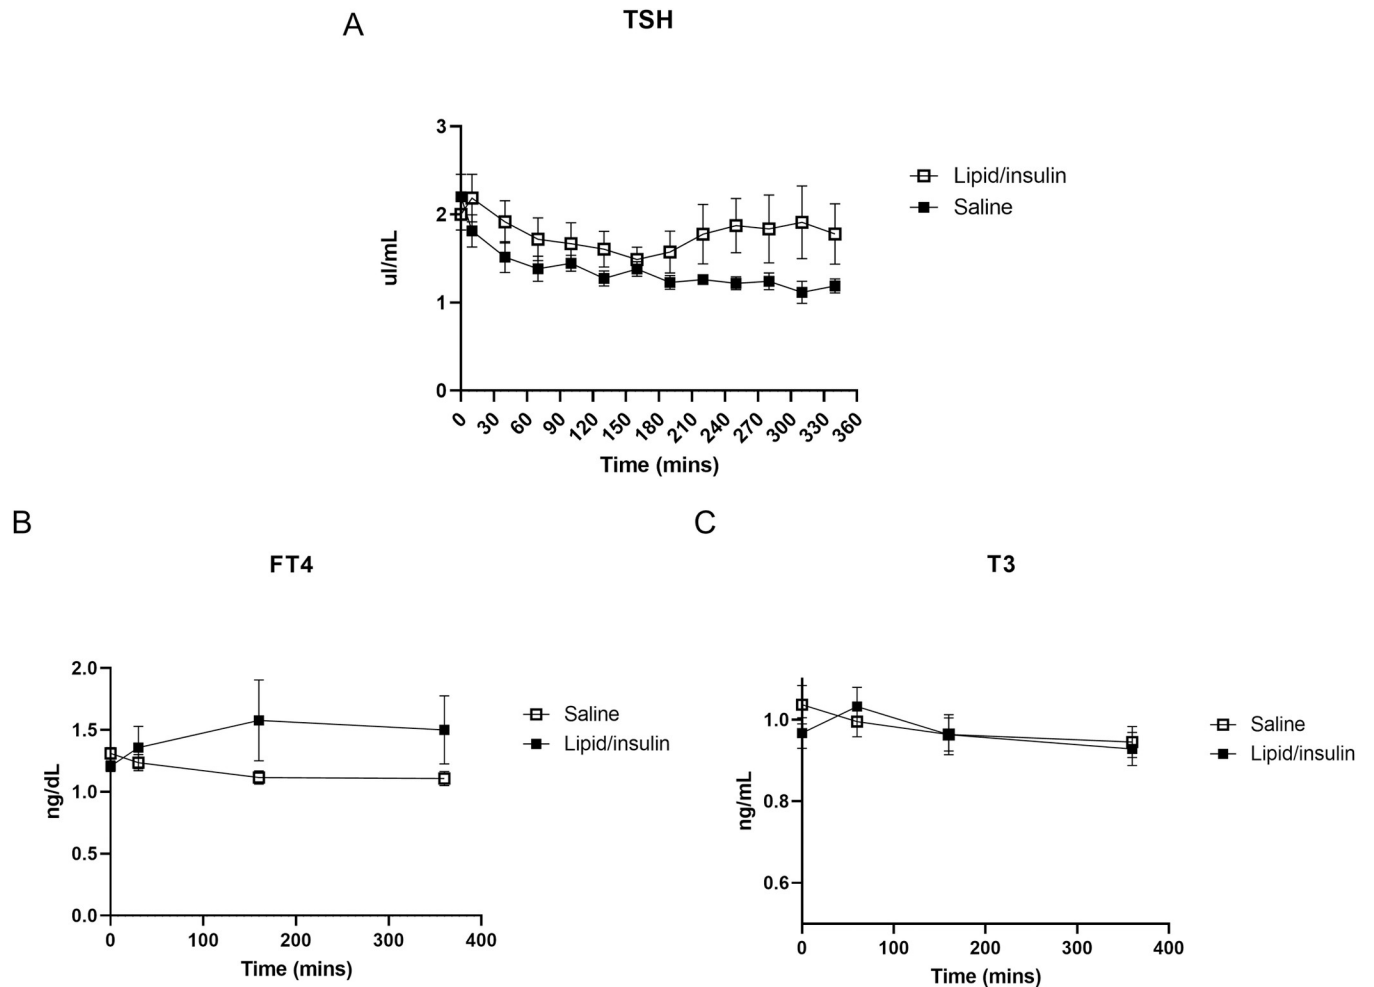 A
TSH
3
2
1
0
uI/mL
0 30 60 90 120 150 180 210 240 270 300 330 360
Time (mins)
Lipid/insulin
Saline
B
FT4
2.0
1.5
1.0
0.5
0.0
ng/dL
0 100 200 300 400
Time (mins)
Saline
Lipid/insulin
C
T3
1.0
0.8
0.6
ng/mL
0 100 200 300 400
Time (mins)
Saline
Lipid/insulin